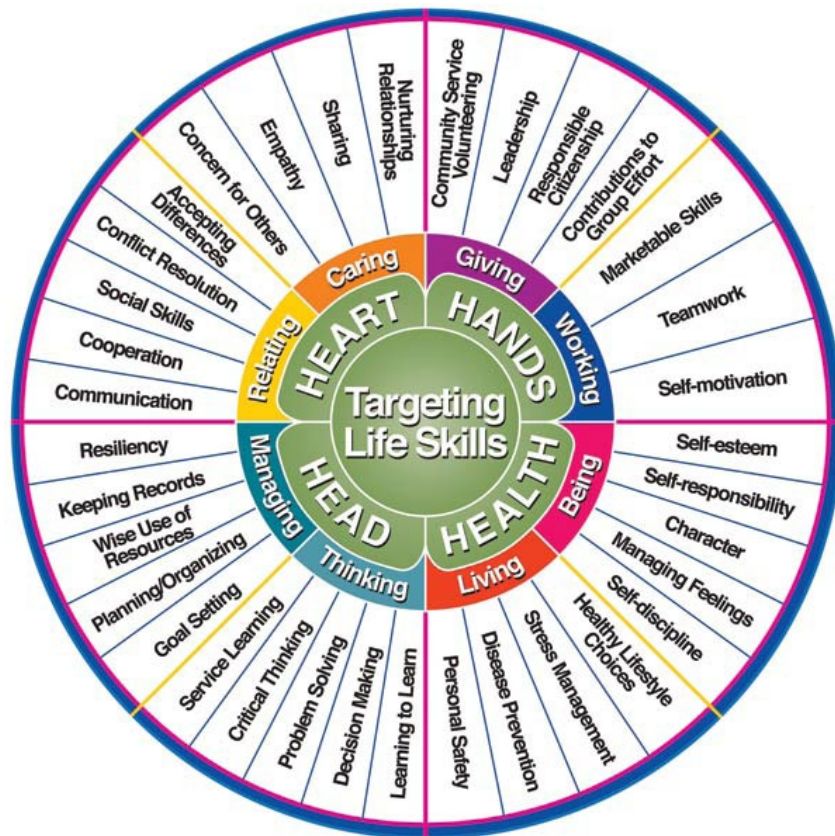 Targeting
Life Skills
HEART
HANDS
HEALTH
HEAD
Caring
Giving
Working
Being
Living
Thinking
Managing
Relating
Nurturing
Relationships
Sharing
Empathy
Concern for Others
Accepting
Differences
Conflict Resolution
Social Skills
Cooperation
Communication
Community Service
Volunteering
Leadership
Responsible
Citizenship
Contributions to
Group Effort
Marketable Skills
Teamwork
Self-motivation
Self-esteem
Self-responsibility
Character
Managing Feelings
Self-discipline
Healthy Lifestyle
Choices
Stress Management
Disease Prevention
Personal Safety
Learning to Learn
Decision Making
Problem Solving
Critical Thinking
Service Learning
Goal Setting
Planning/Organizing
Wise Use of
Resources
Keeping Records
Resiliency